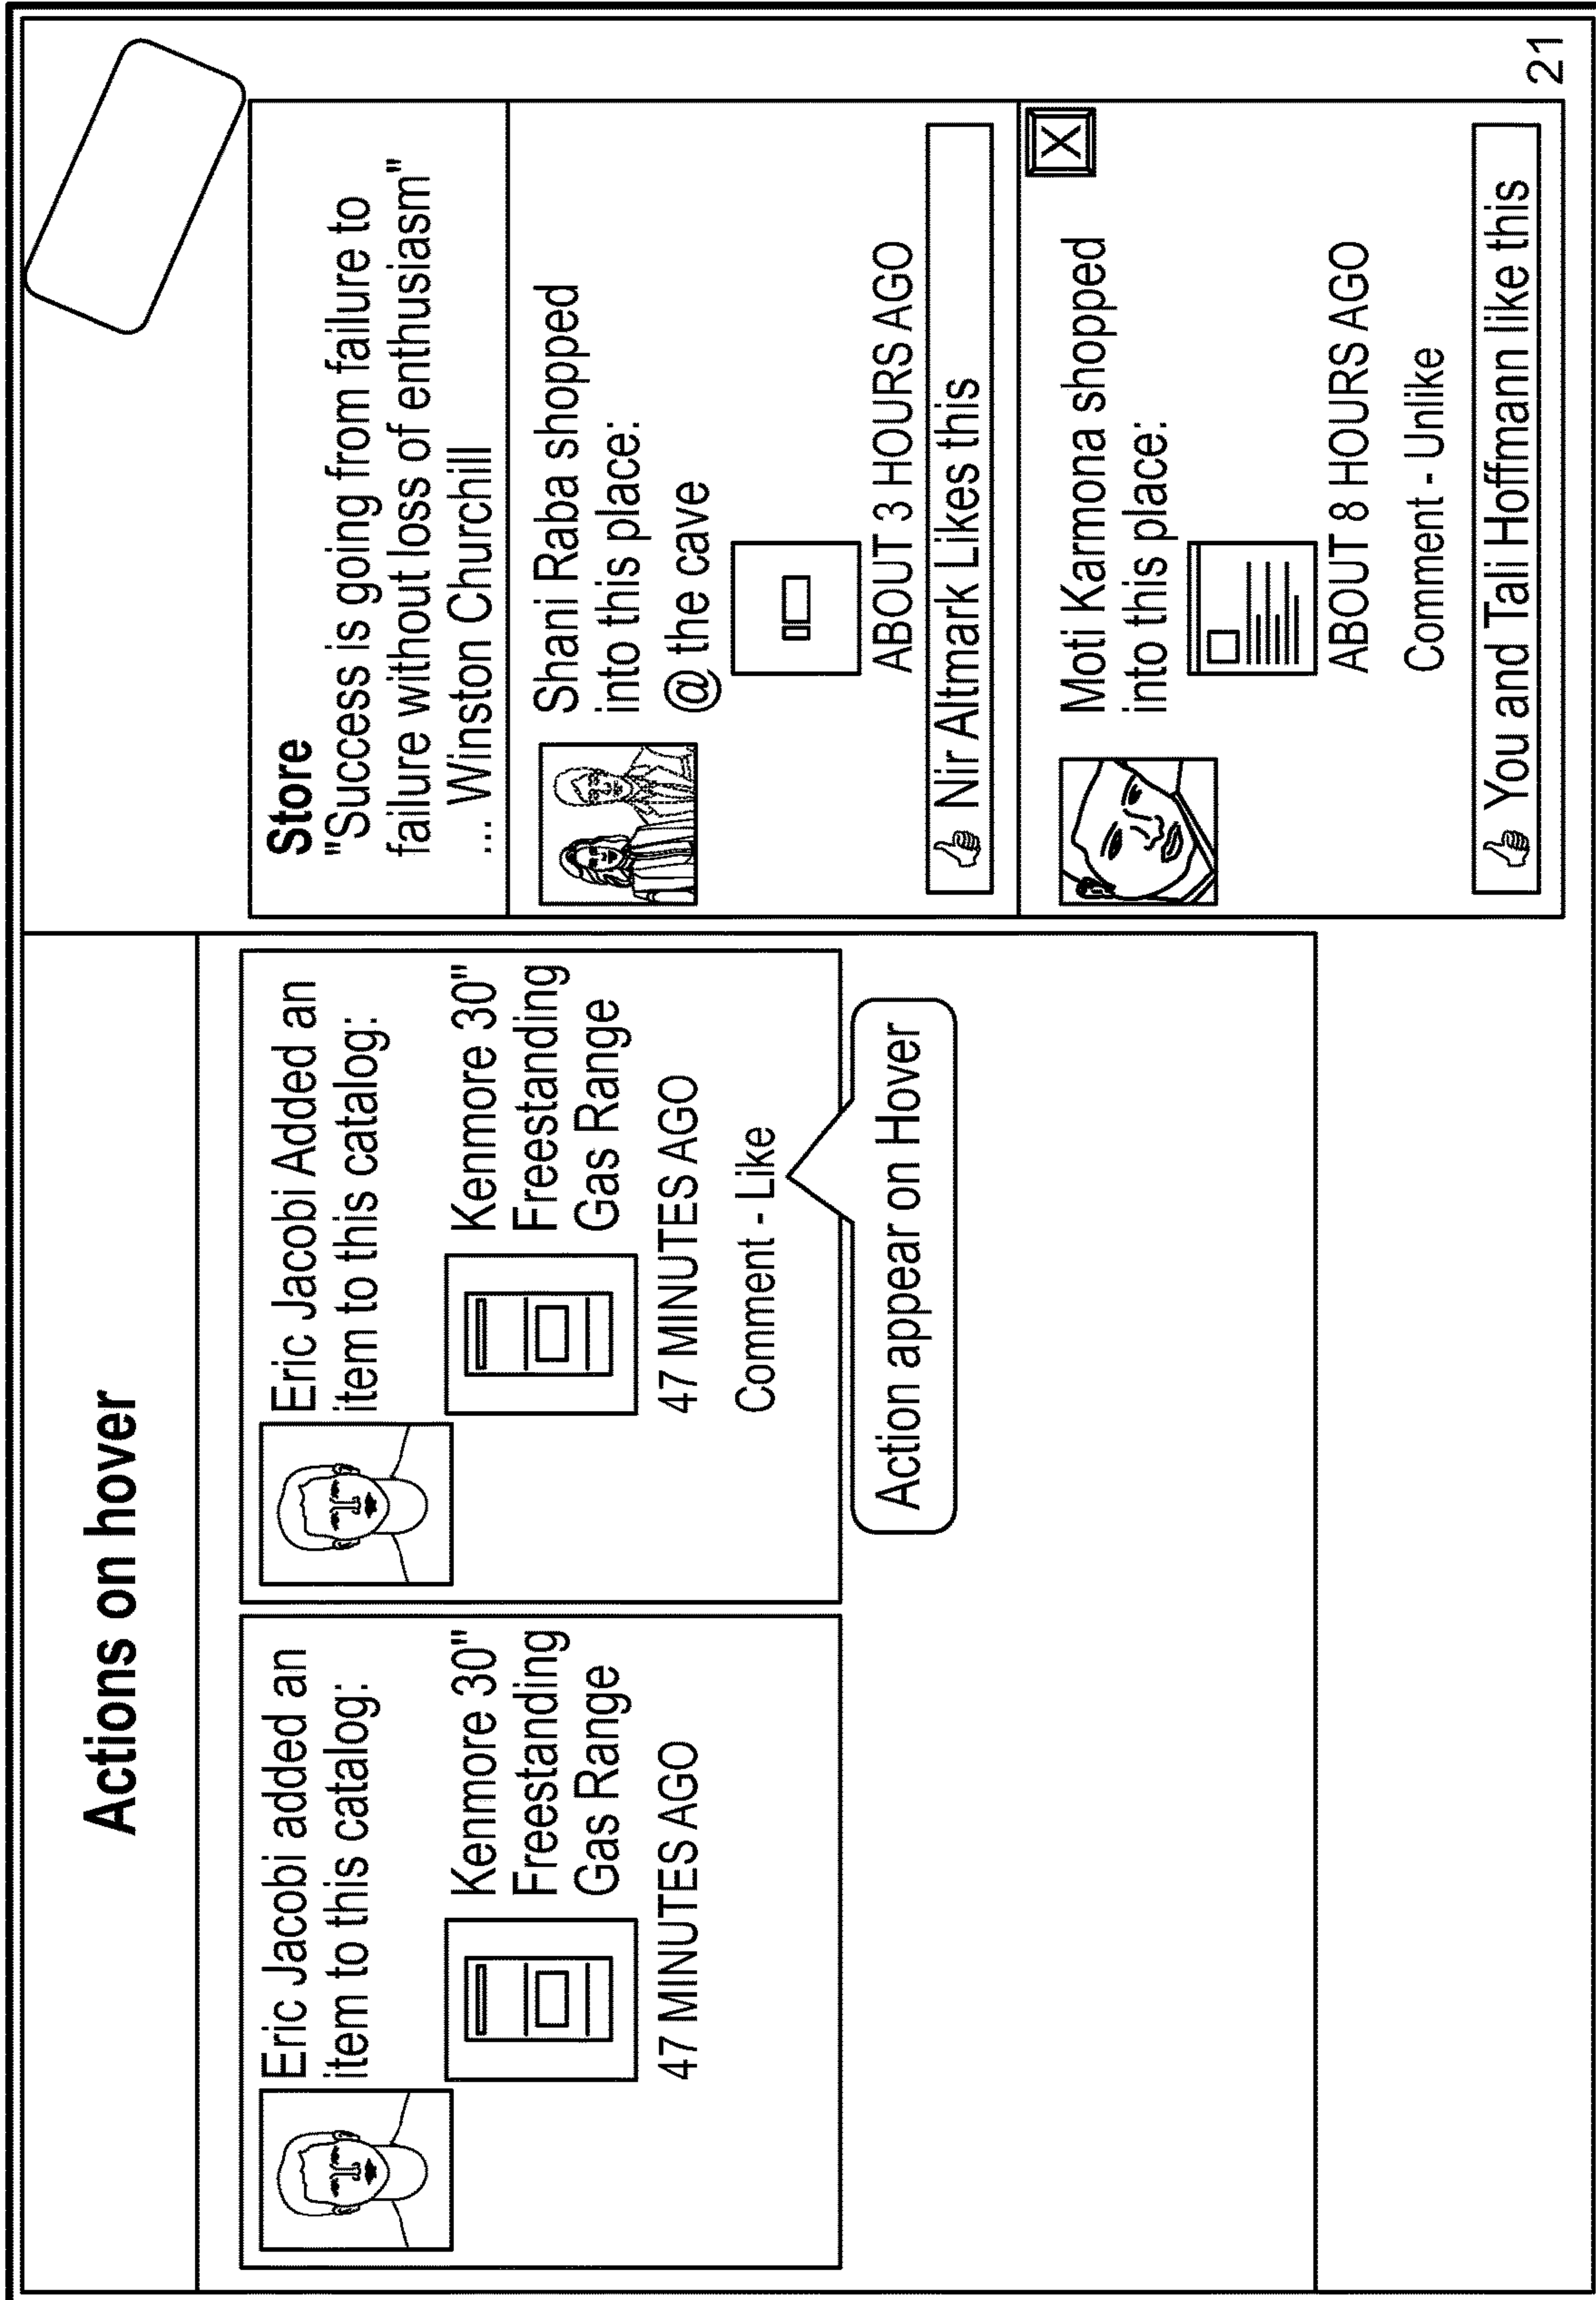 Actions on hover
Eric Jacobi added an
item to this catalog:
Kenmore 30"
Freestanding
Gas Range
47 MINUTES AGO
Eric Jacobi Added an
item to this catalog:
Kenmore 30"
Freestanding
Gas Range
47 MINUTES AGO
Comment - Like
Action appear on Hover
Store
"Success is going from failure to
failure without loss of enthusiasm"
... Winston Churchill
Shani Raba shopped
into this place:
@ the cave
ABOUT 3 HOURS AGO
Nir Altmark Likes this
X
Moti Karmona shopped
into this place:
ABOUT 8 HOURS AGO
Comment - Unlike
You and Tali Hoffmann like this
21